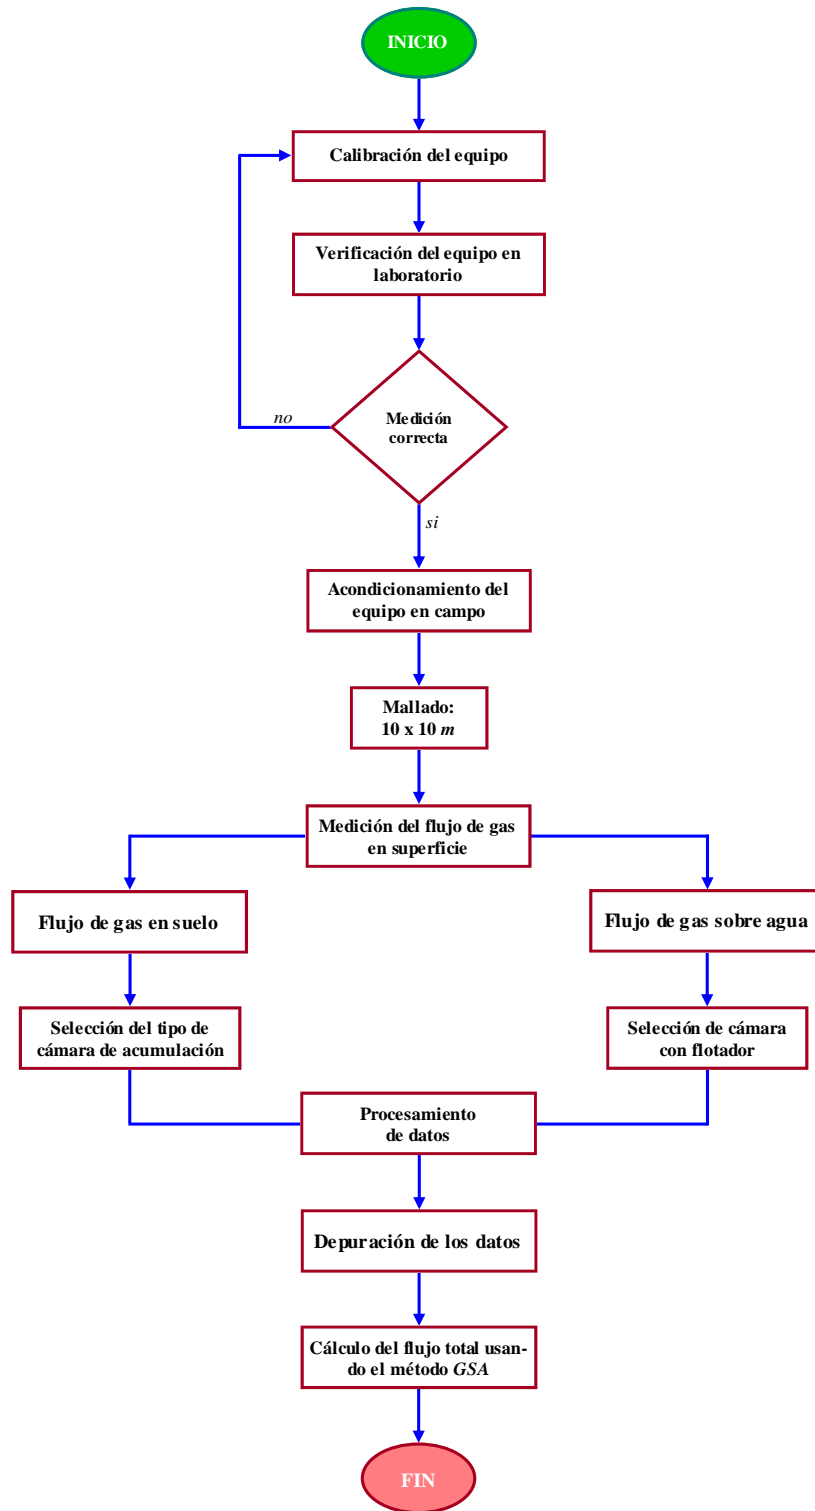 INICIO
Calibración del equipo
Verificación del equipo en
laboratorio
Medición
correcta
no
si
Acondicionamiento del
equipo en campo
Mallado:
10 x 10 m
Medición del flujo de gas
en superficie
Flujo de gas en suelo
Flujo de gas sobre agua
Selección del tipo de
cámara de acumulación
Selección de cámara
con flotador
Procesamiento
de datos
Depuración de los datos
Cálculo del flujo total usan-
do el método GSA
FIN